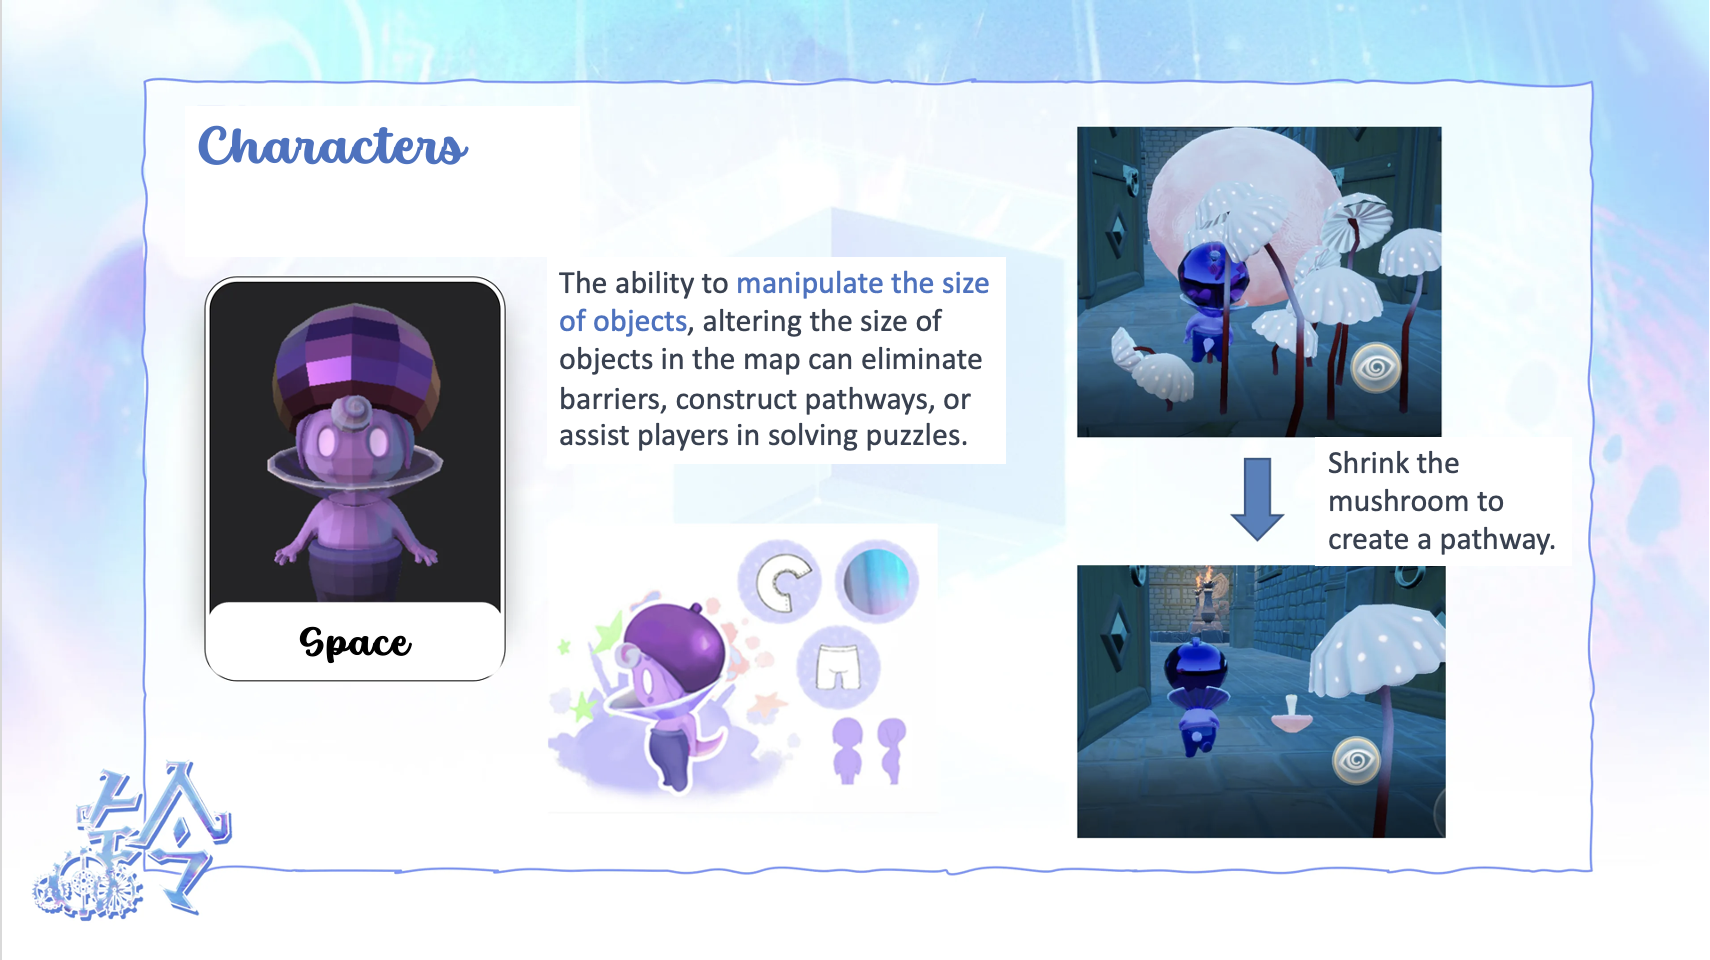 Characters
The ability to manipulate the size
of objects, altering the size of
objects in the map can eliminate
barriers, construct pathways, or
assist players in solving puzzles.
Space
Shrink the
mushroom to
create a pathway.